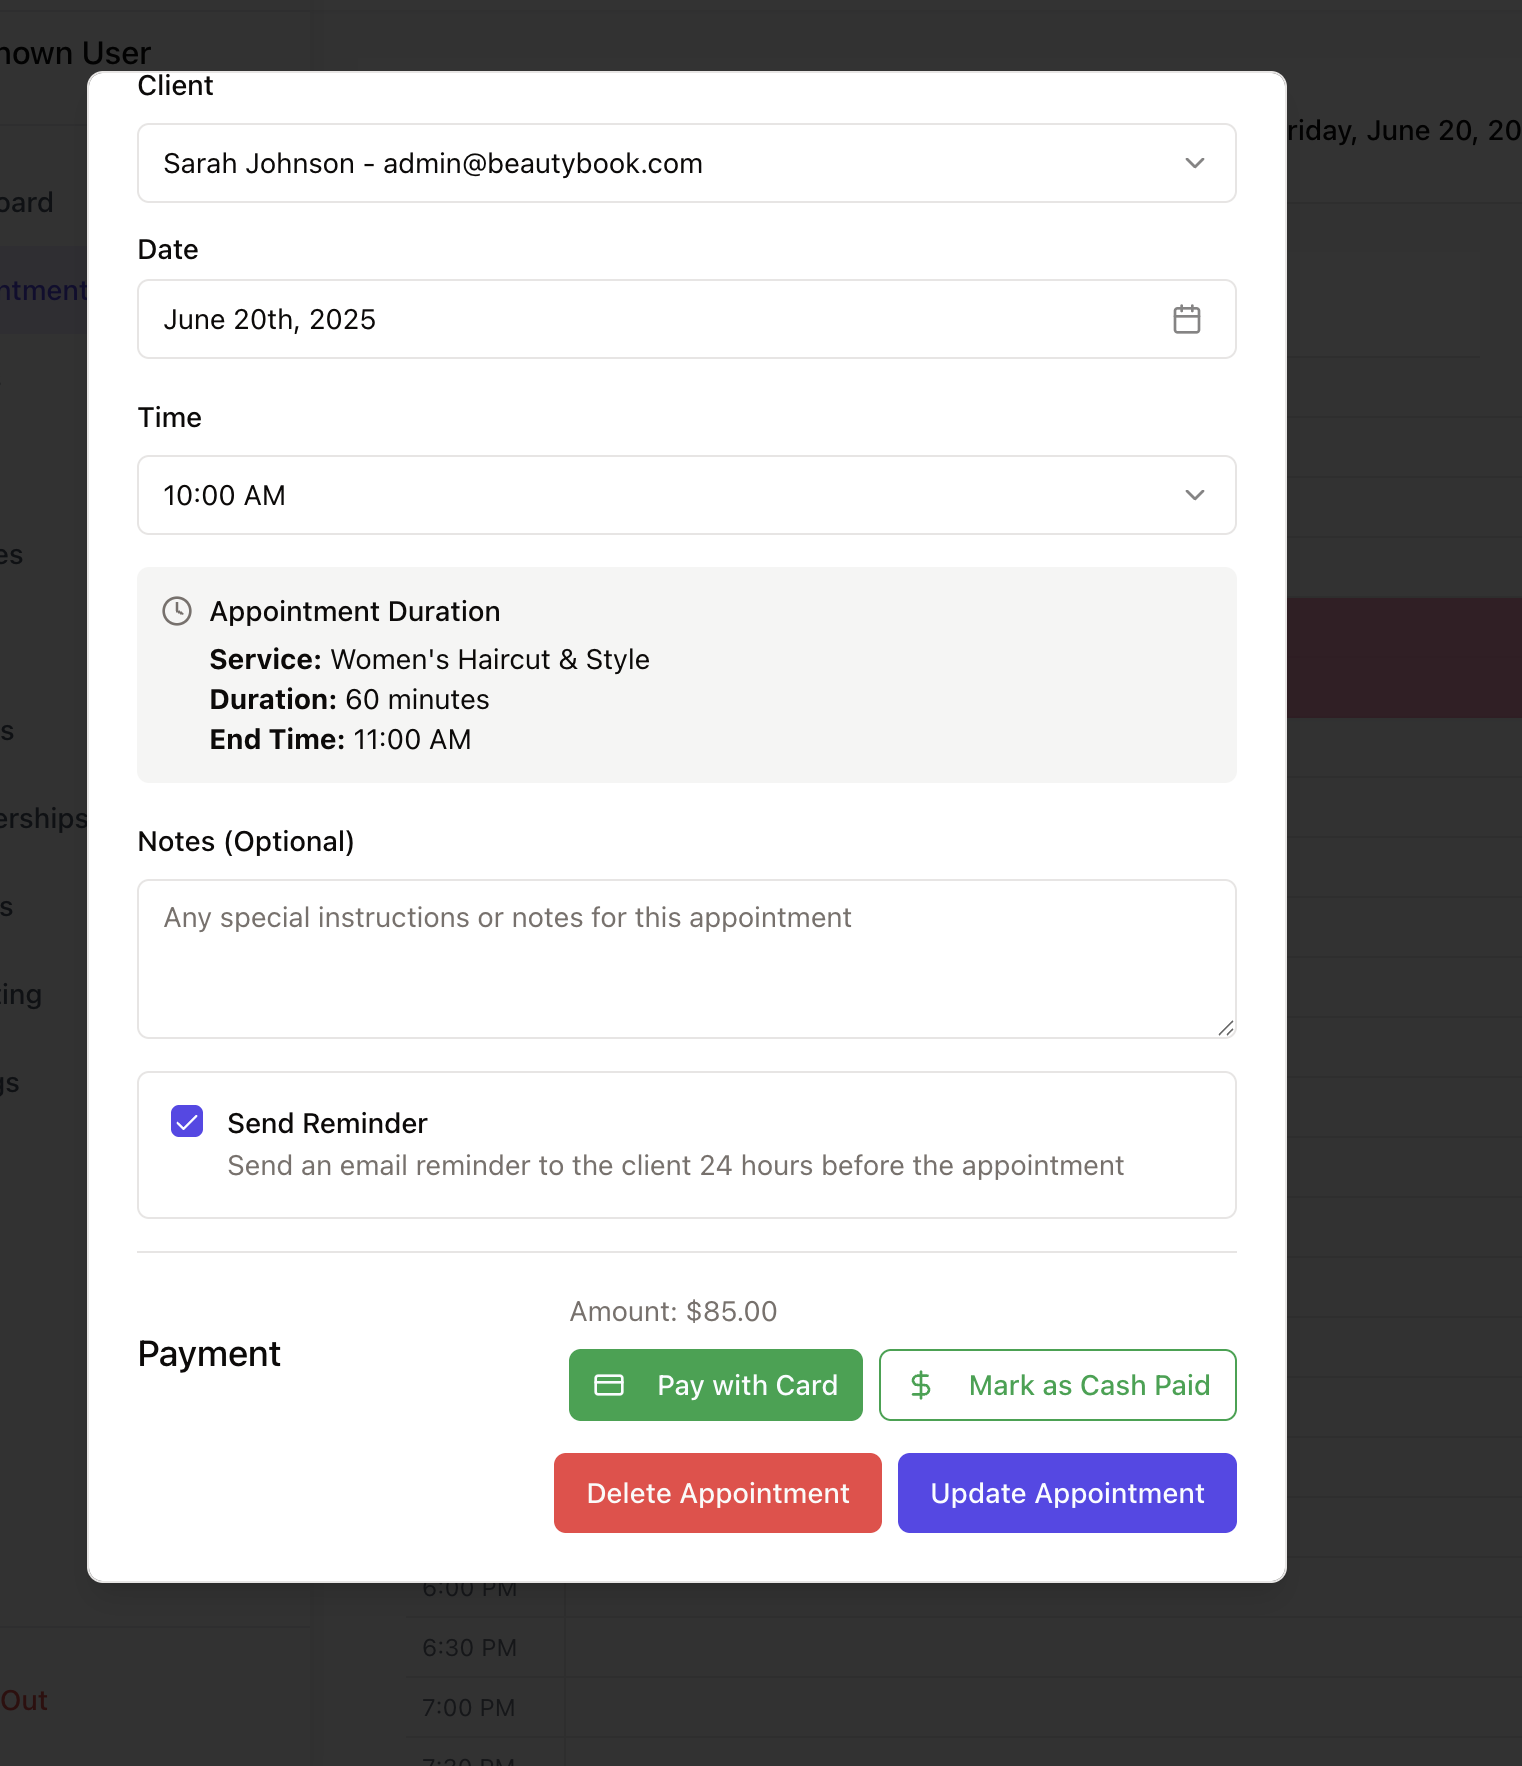 nown User
Client
riday, June 20, 20
Sarah Johnson - admin@beautybook.com
oard
Date
ntment
June 20th, 2025
Time
10:00 AM
es
Appointment Duration
Service: Women's Haircut & Style
Duration: 60 minutes
End Time: 11:00 AM
s
erships
Notes (Optional)
s
Any special instructions or notes for this appointment
ting
gs
Send Reminder
Send an email reminder to the client 24 hours before the appointment
Amount: $85.00
Payment
Pay with Card
$ Mark as Cash Paid
Delete Appointment
Update Appointment
6:00 PM
6:30 PM
Out
7:00 PM
7:30 PM